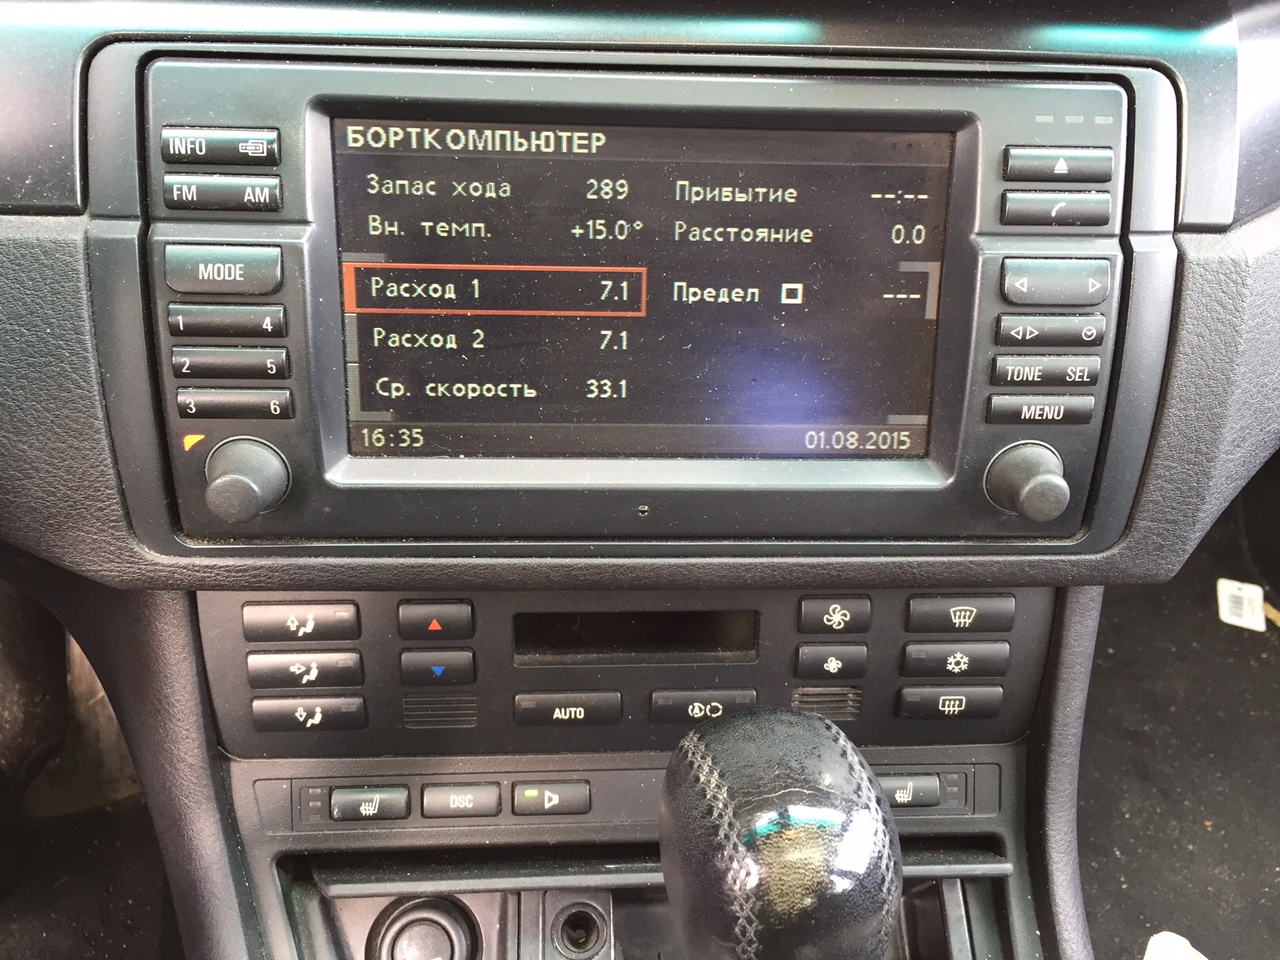 БОРТКОМПЬЮТЕР
Запас хода 289 Прибытие --:--
Вн. темп. +15.0° Расстояние 0.0
Расход 1 7.1 Предел ---
Расход 2 7.1
Ср. скорость 33.1
16:35 01.08.2015
INFO
FM AM
MODE
1 4
2 5
3 6
TONE SEL
MENU
AUTO
A
DSC